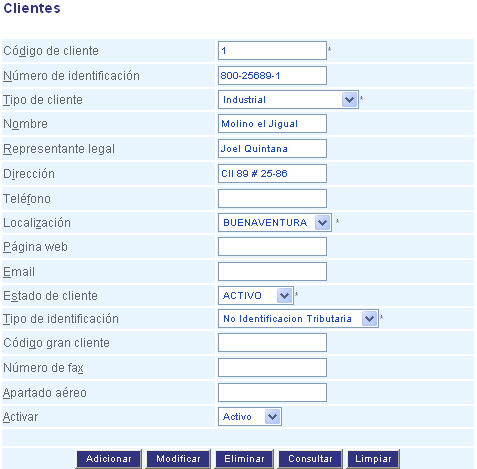 Clientes
Código de cliente 1 *
Número de identificación 800-25689-1
Tipo de cliente Industrial *
Nombre Molino el Jigual
Representante legal Joel Quintana
Dirección Cll 89 # 25-86
Teléfono
Localización BUENAVENTURA *
Página web
Email
Estado de cliente ACTIVO *
Tipo de identificación No Identificacion Tributaria *
Código gran cliente
Número de fax
Apartado aéreo
Activar Activo
Adicionar Modificar Eliminar Consultar Limpiar